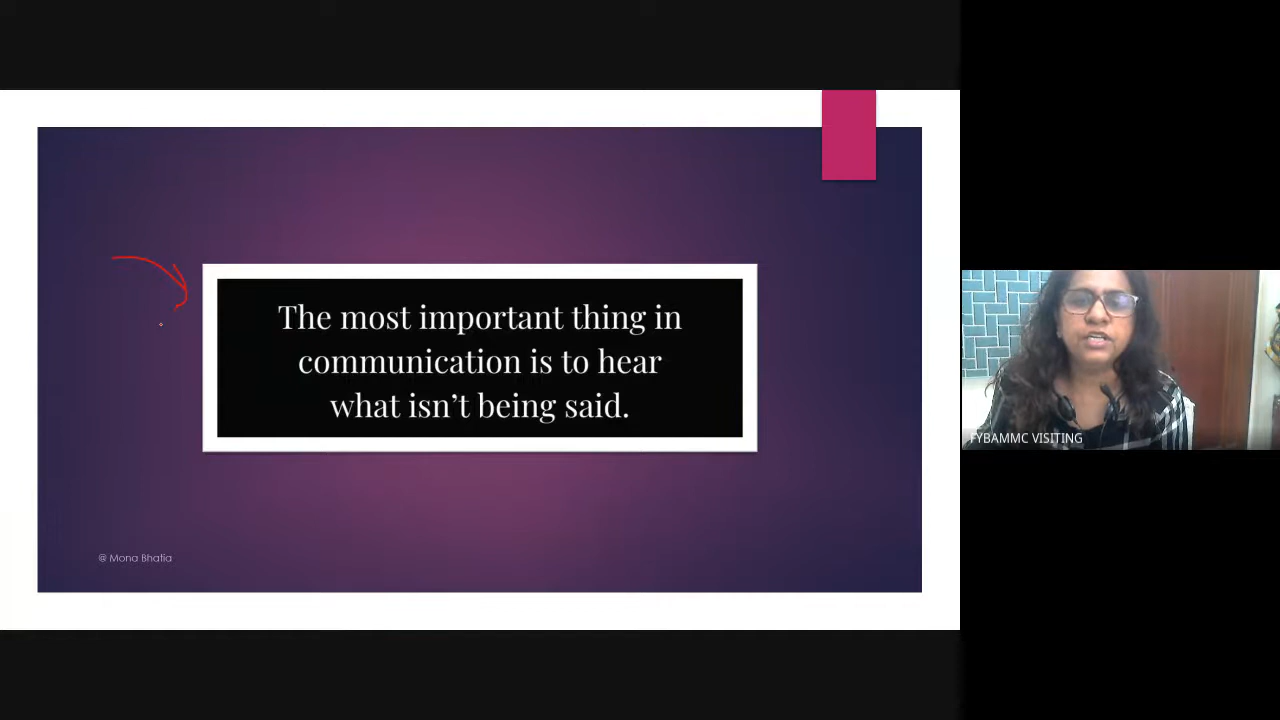 The most important thing in
communication is to hear
what isn’t being said.
@ Mona Bhatia
FYBAMMC VISITING